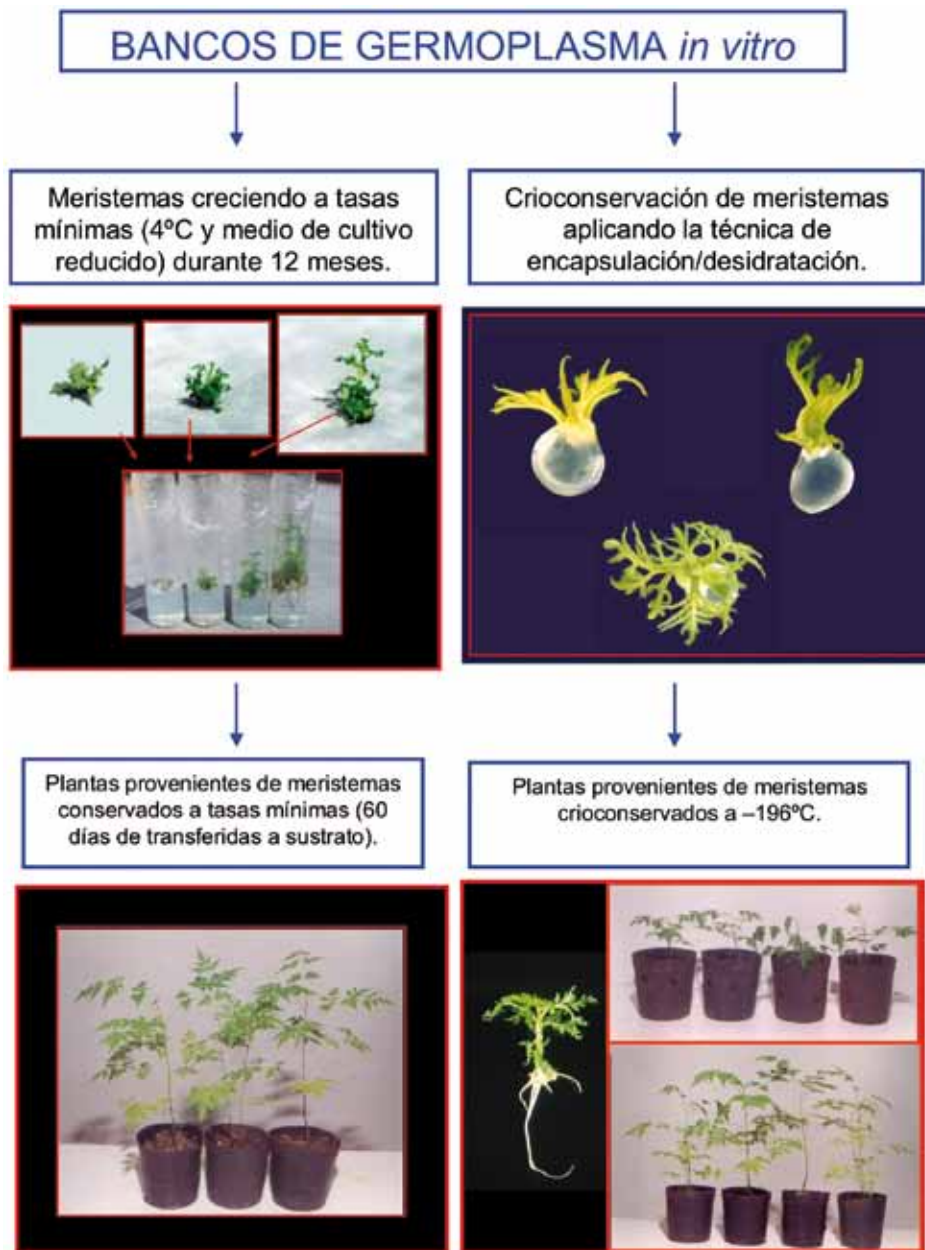 BANCOS DE GERMOPLASMA in vitro
Meristemas creciendo a tasas
mínimas (4ºC y medio de cultivo
reducido) durante 12 meses.
Crioconservación de meristemas
aplicando la técnica de
encapsulación/desidratación.
Plantas provenientes de meristemas
conservados a tasas mínimas (60
días de transferidas a sustrato).
Plantas provenientes de meristemas
crioconservados a –196ºC.